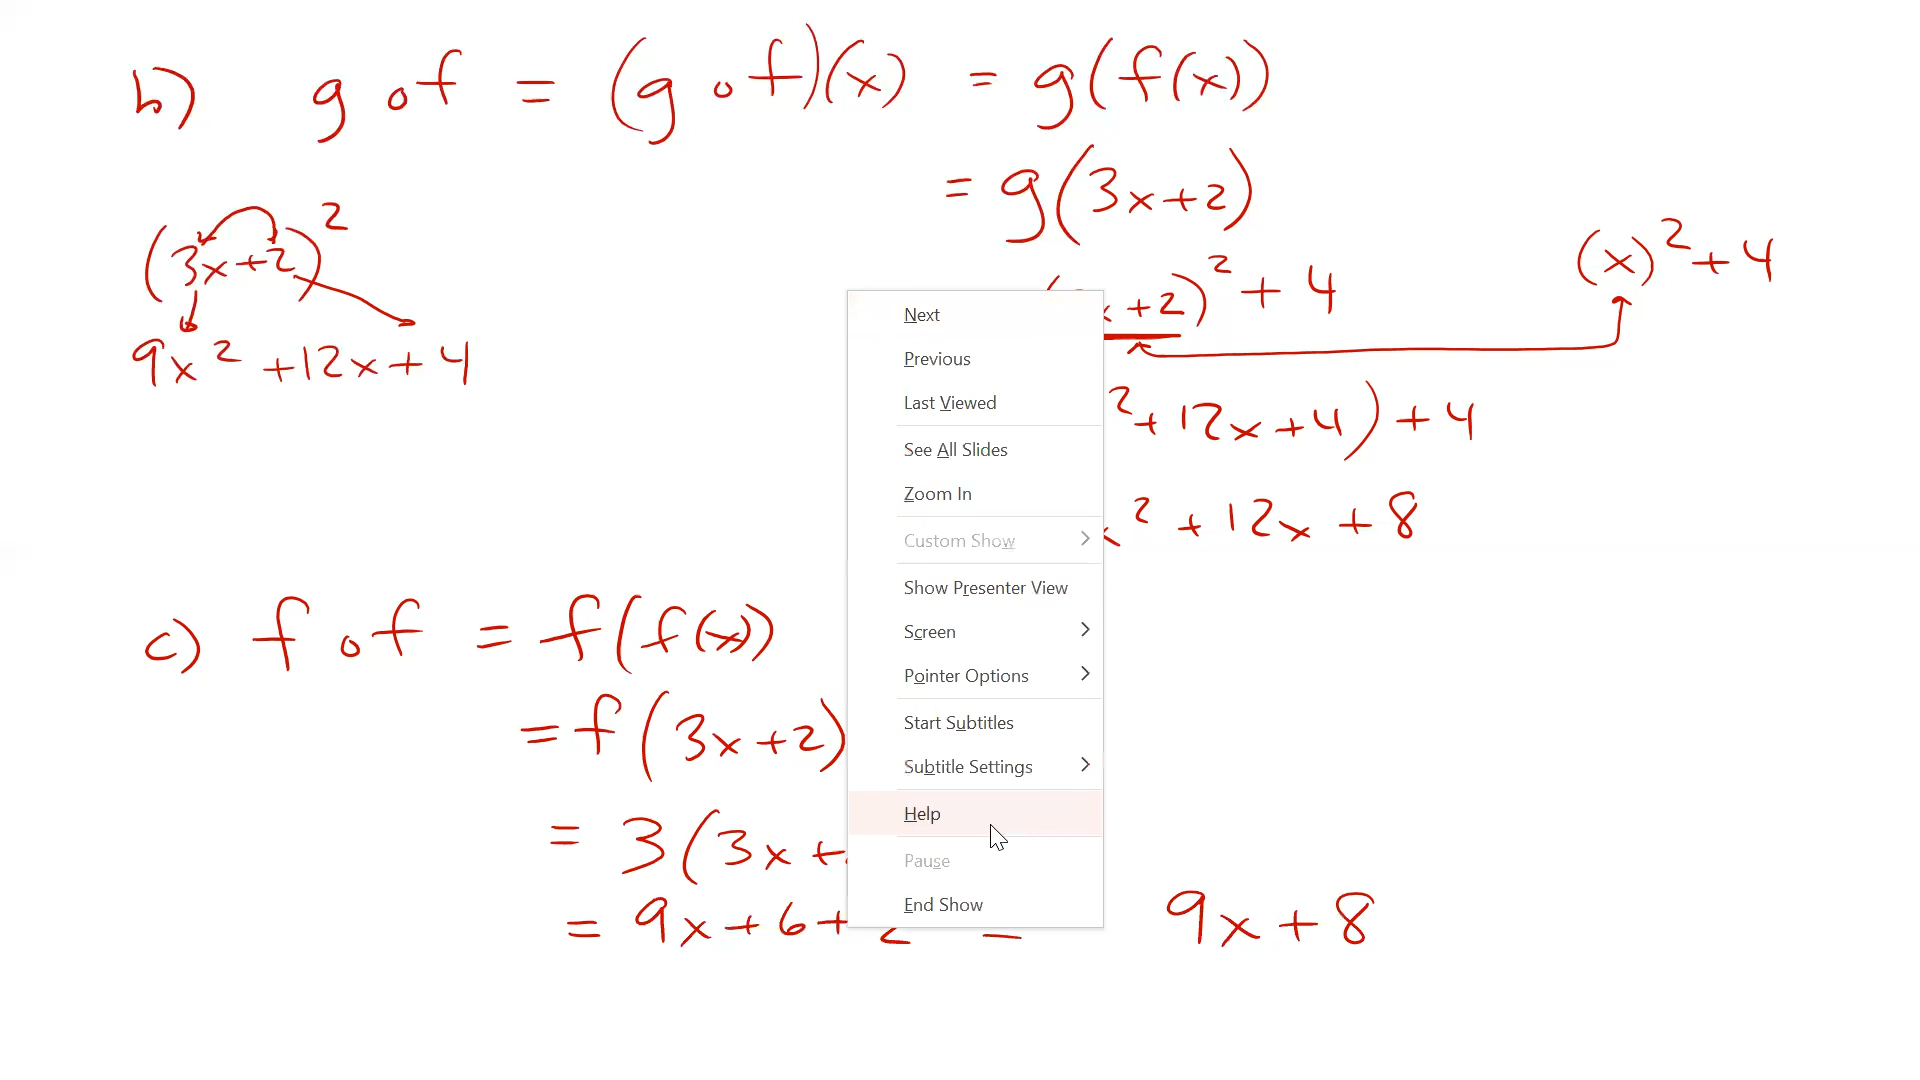 b) g o f = (g o f)(x) = g(f(x))
= g(3x+2)
(3x+2)²
9x² +12x+4
(x)²+4
x+2)² +4
²+12x+4)+4
x² + 12x + 8
c) f o f = f(f(x))
=f(3x+2)
= 3(3x+
= 9x+6+2 = 9x+8
Next
Previous
Last Viewed
See All Slides
Zoom In
Custom Show
Show Presenter View
Screen
Pointer Options
Start Subtitles
Subtitle Settings
Help
Pause
End Show